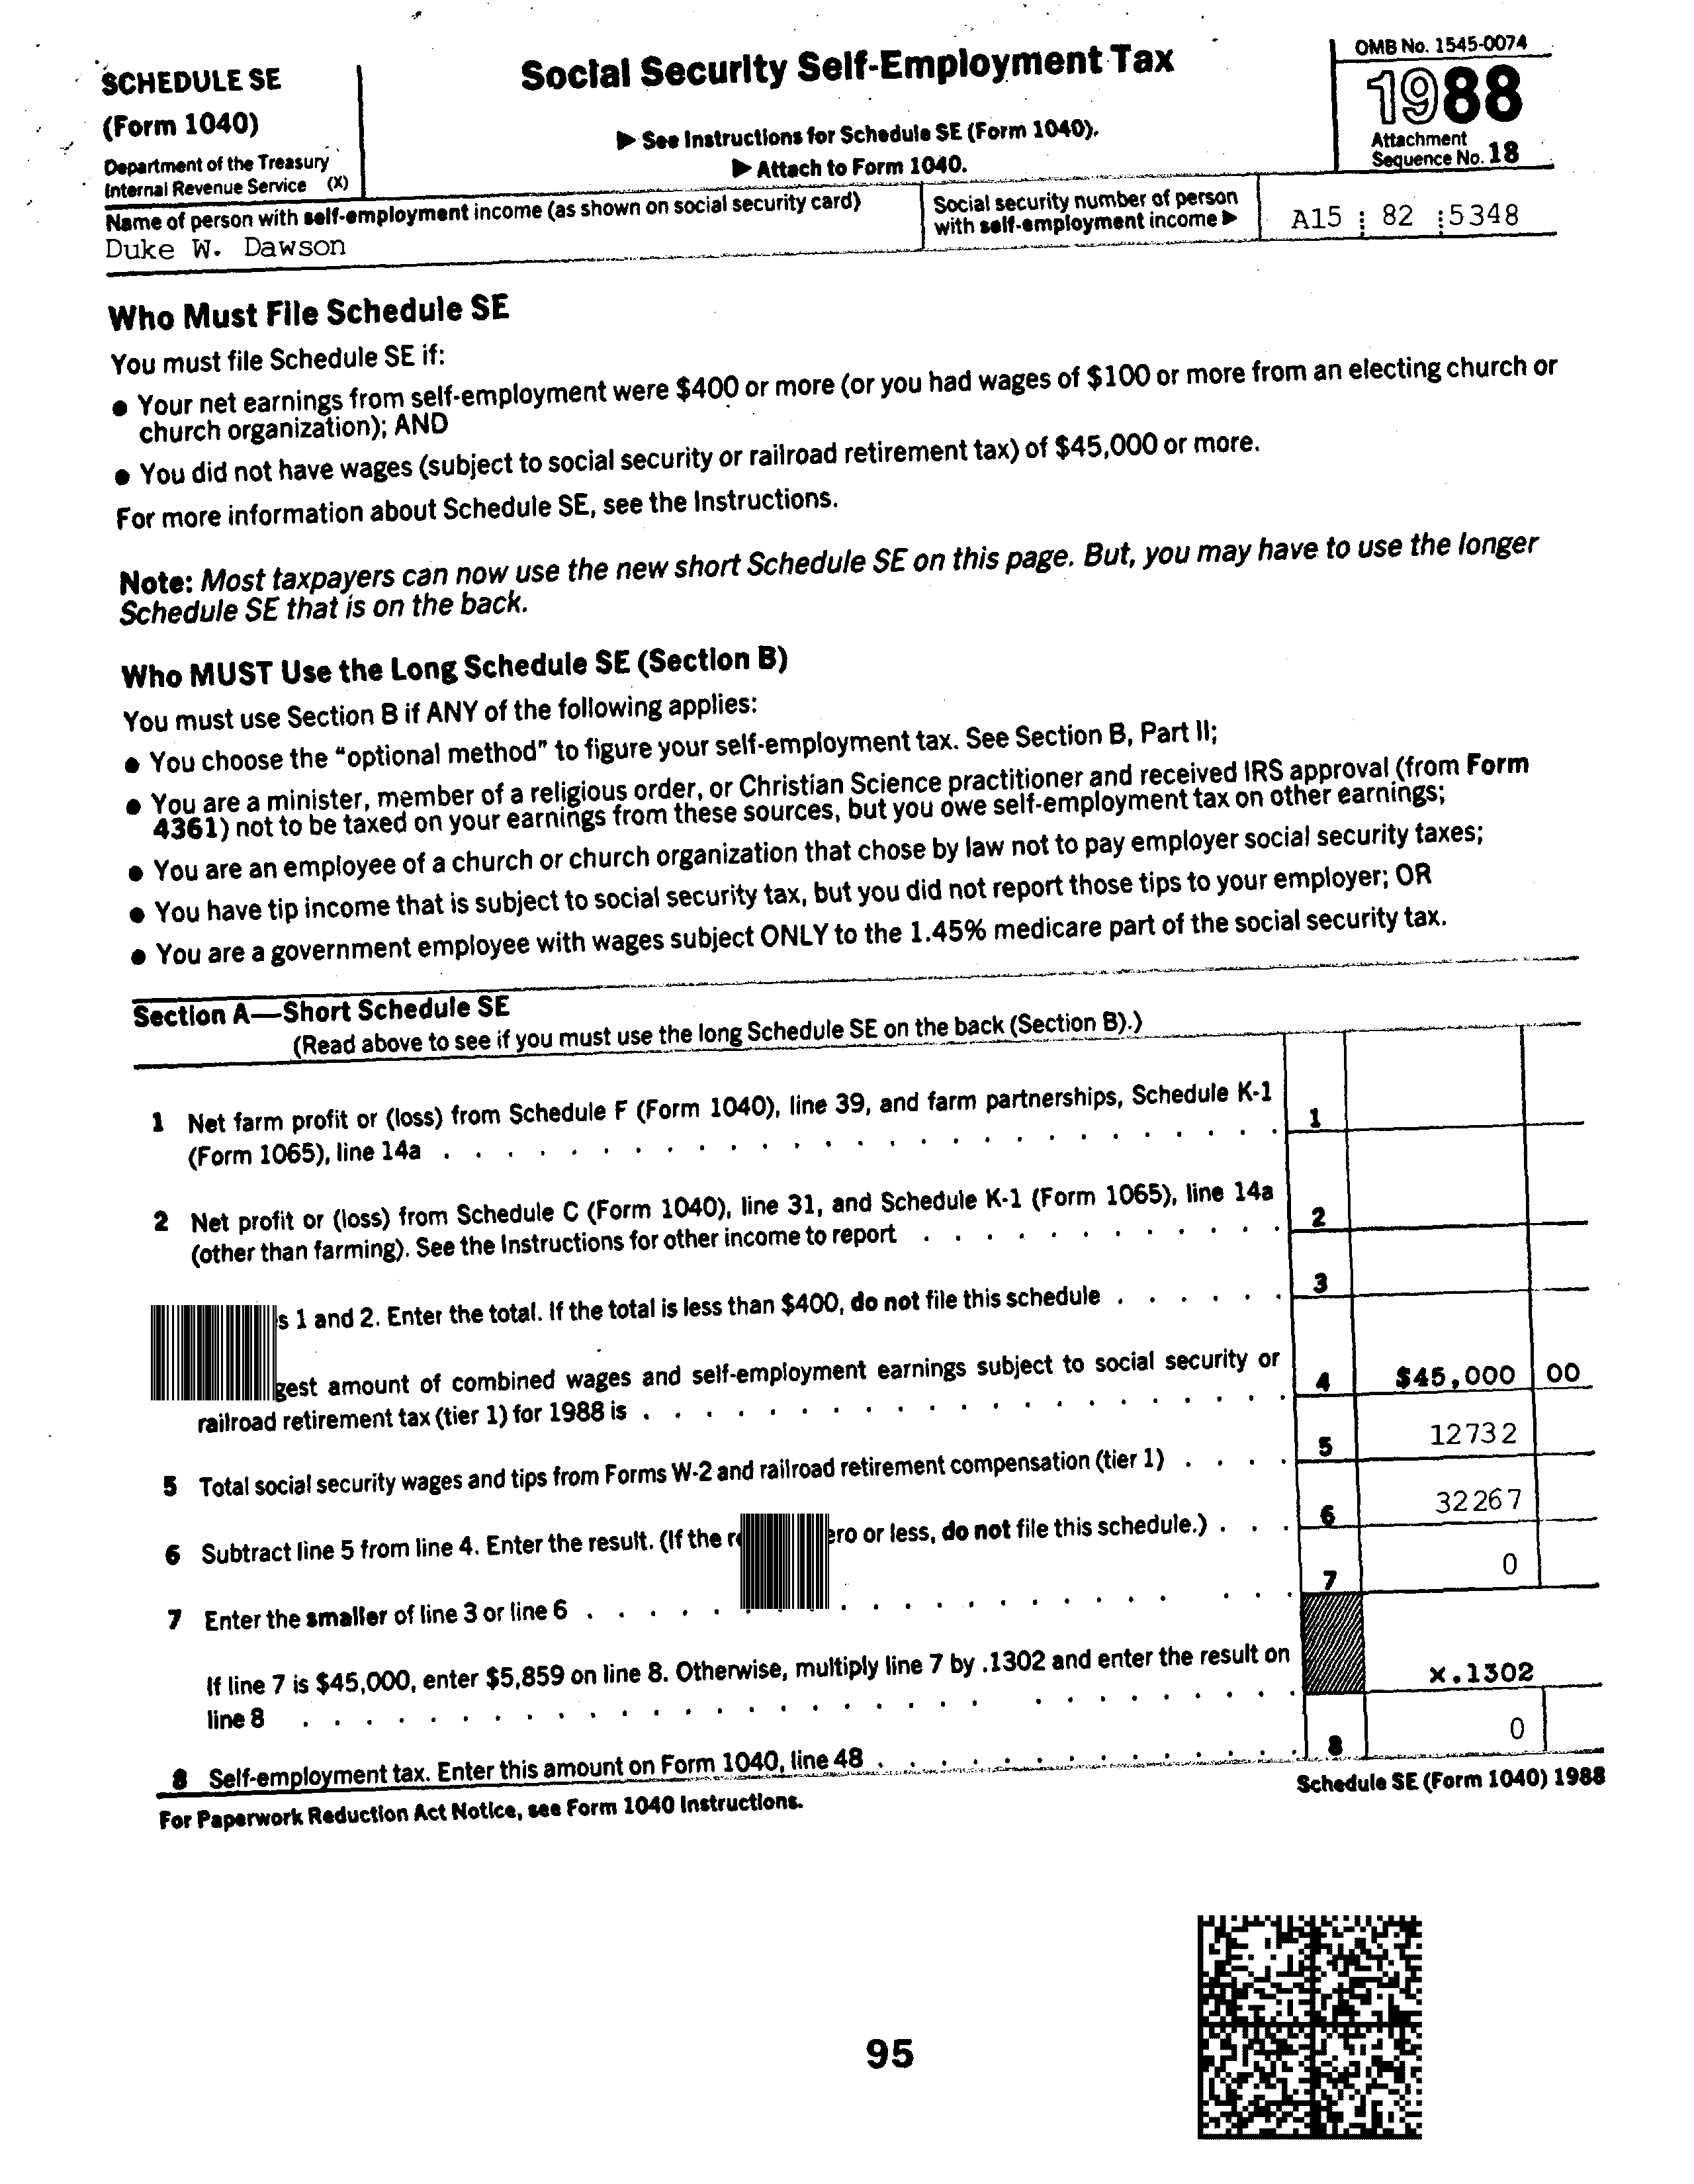 SCHEDULE SE
(Form 1040)
Department of the Treasury
Internal Revenue Service (X)
Social Security Self-Employment Tax
▶ See Instructions for Schedule SE (Form 1040).
▶ Attach to Form 1040.
OMB No. 1545-0074
1988
Attachment
Sequence No. 18
Name of person with self-employment income (as shown on social security card)
Duke W. Dawson
Social security number of person
with self-employment income ▶
A15 82 5348
Who Must File Schedule SE
You must file Schedule SE if:
● Your net earnings from self-employment were $400 or more (or you had wages of $100 or more from an electing church or
church organization); AND
● You did not have wages (subject to social security or railroad retirement tax) of $45,000 or more.
For more information about Schedule SE, see the Instructions.
Note: Most taxpayers can now use the new short Schedule SE on this page. But, you may have to use the longer
Schedule SE that is on the back.
Who MUST Use the Long Schedule SE (Section B)
You must use Section B if ANY of the following applies:
● You choose the "optional method" to figure your self-employment tax. See Section B, Part II;
● You are a minister, member of a religious order, or Christian Science practitioner and received IRS approval (from Form
4361) not to be taxed on your earnings from these sources, but you owe self-employment tax on other earnings;
● You are an employee of a church or church organization that chose by law not to pay employer social security taxes;
● You have tip income that is subject to social security tax, but you did not report those tips to your employer; OR
● You are a government employee with wages subject ONLY to the 1.45% medicare part of the social security tax.
Section A—Short Schedule SE
(Read above to see if you must use the long Schedule SE on the back (Section B).)
1 Net farm profit or (loss) from Schedule F (Form 1040), line 39, and farm partnerships, Schedule K-1
(Form 1065), line 14a 1
2 Net profit or (loss) from Schedule C (Form 1040), line 31, and Schedule K-1 (Form 1065), line 14a
(other than farming). See the Instructions for other income to report 2
s 1 and 2. Enter the total. If the total is less than $400, do not file this schedule 3
gest amount of combined wages and self-employment earnings subject to social security or
railroad retirement tax (tier 1) for 1988 is 4 $45,000 00
5 Total social security wages and tips from Forms W-2 and railroad retirement compensation (tier 1) 5 12732
6 Subtract line 5 from line 4. Enter the result. (If the re ero or less, do not file this schedule.) 6 32267
7 Enter the smaller of line 3 or line 6 7 0
If line 7 is $45,000, enter $5,859 on line 8. Otherwise, multiply line 7 by .1302 and enter the result on
line 8 x.1302
8 Self-employment tax. Enter this amount on Form 1040, line 48 8 0
For Paperwork Reduction Act Notice, see Form 1040 Instructions.
Schedule SE (Form 1040) 1988
95